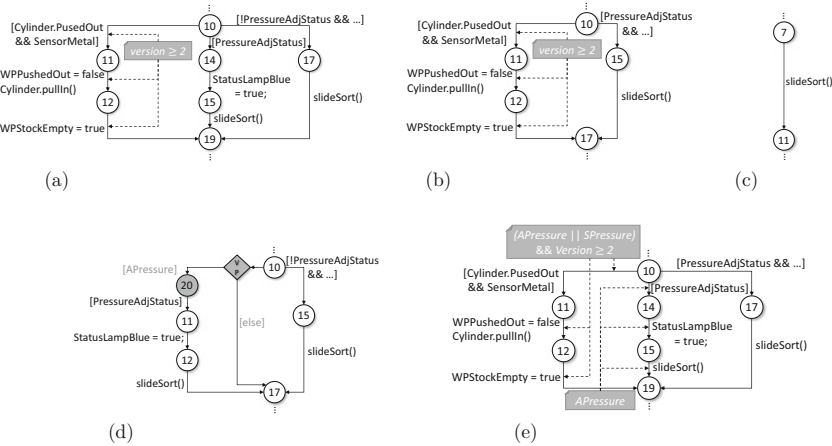 [Cylinder.PusedOut
&& SensorMetal]
10
[!PressureAdjStatus && ...]
version ≥ 2
[PressureAdjStatus]
11
14
17
WPPushedOut = false
Cylinder.pullIn()
StatusLampBlue
= true;
12
15
slideSort()
WPStockEmpty = true
slideSort()
19
(a)
[Cylinder.PusedOut
&& SensorMetal]
10
[PressureAdjStatus
&& ...]
version ≥ 2
11
15
WPPushedOut = false
Cylinder.pullIn()
12
slideSort()
WPStockEmpty = true
17
(b)
7
slideSort()
11
(c)
[APressure]
V
P
10
[!PressureAdjStatus
&& ...]
20
[PressureAdjStatus]
[else]
15
11
StatusLampBlue = true;
12
slideSort()
slideSort()
17
(d)
(APressure || SPressure)
&& Version ≥ 2
[Cylinder.PusedOut
&& SensorMetal]
10
[PressureAdjStatus && ...]
[PressureAdjStatus]
11
14
17
WPPushedOut = false
Cylinder.pullIn()
StatusLampBlue
= true;
12
15
slideSort()
WPStockEmpty = true
slideSort()
19
APressure
(e)